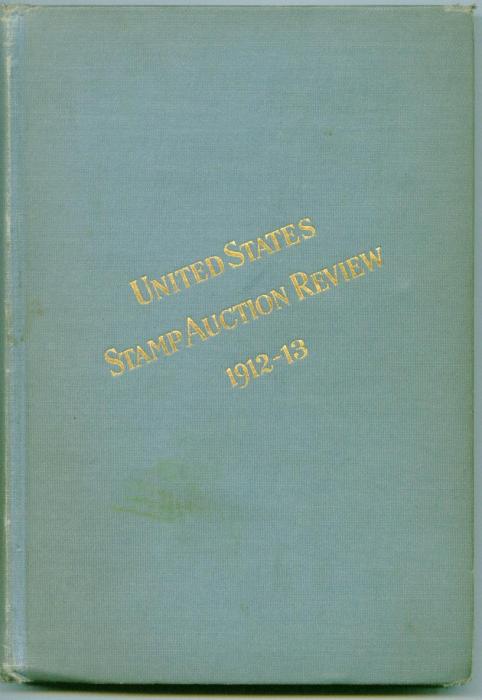 UNITED STATES
STAMP AUCTION REVIEW
1912-13